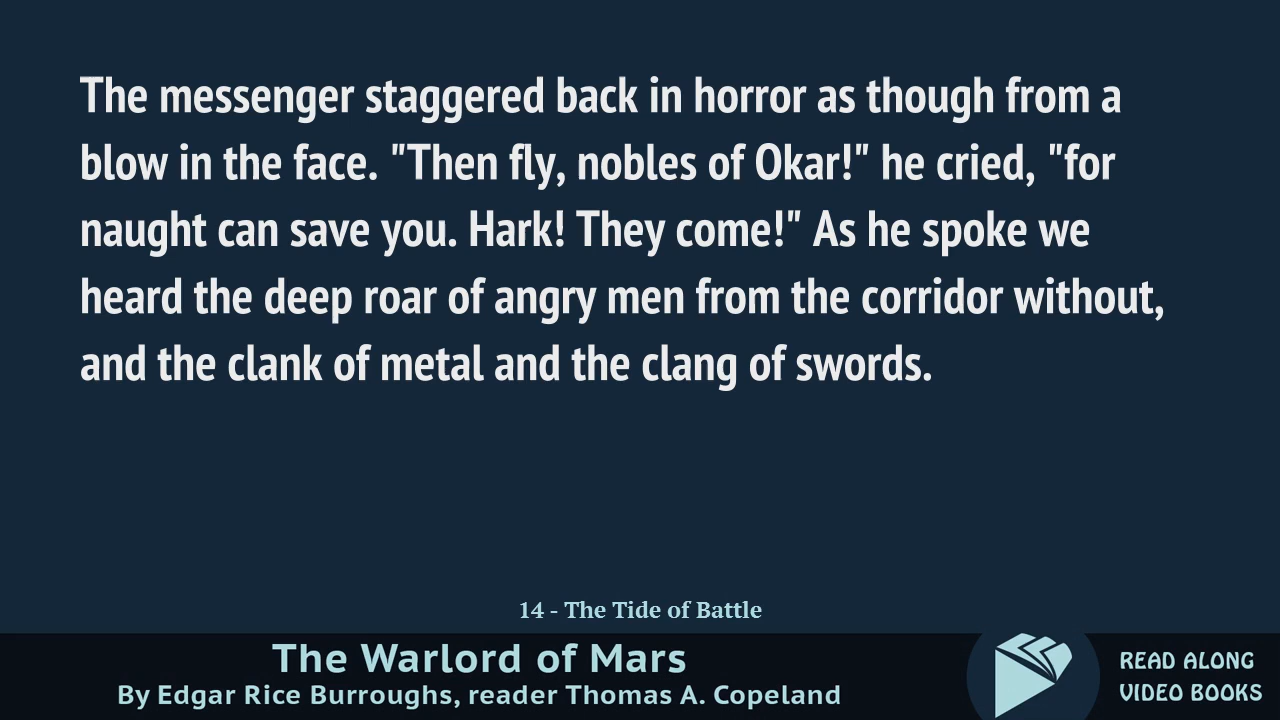 The messenger staggered back in horror as though from a
blow in the face. "Then fly, nobles of Okar!" he cried, "for
naught can save you. Hark! They come!" As he spoke we
heard the deep roar of angry men from the corridor without,
and the clank of metal and the clang of swords.
14 - The Tide of Battle
The Warlord of Mars
By Edgar Rice Burroughs, reader Thomas A. Copeland
READ ALONG
VIDEO BOOKS